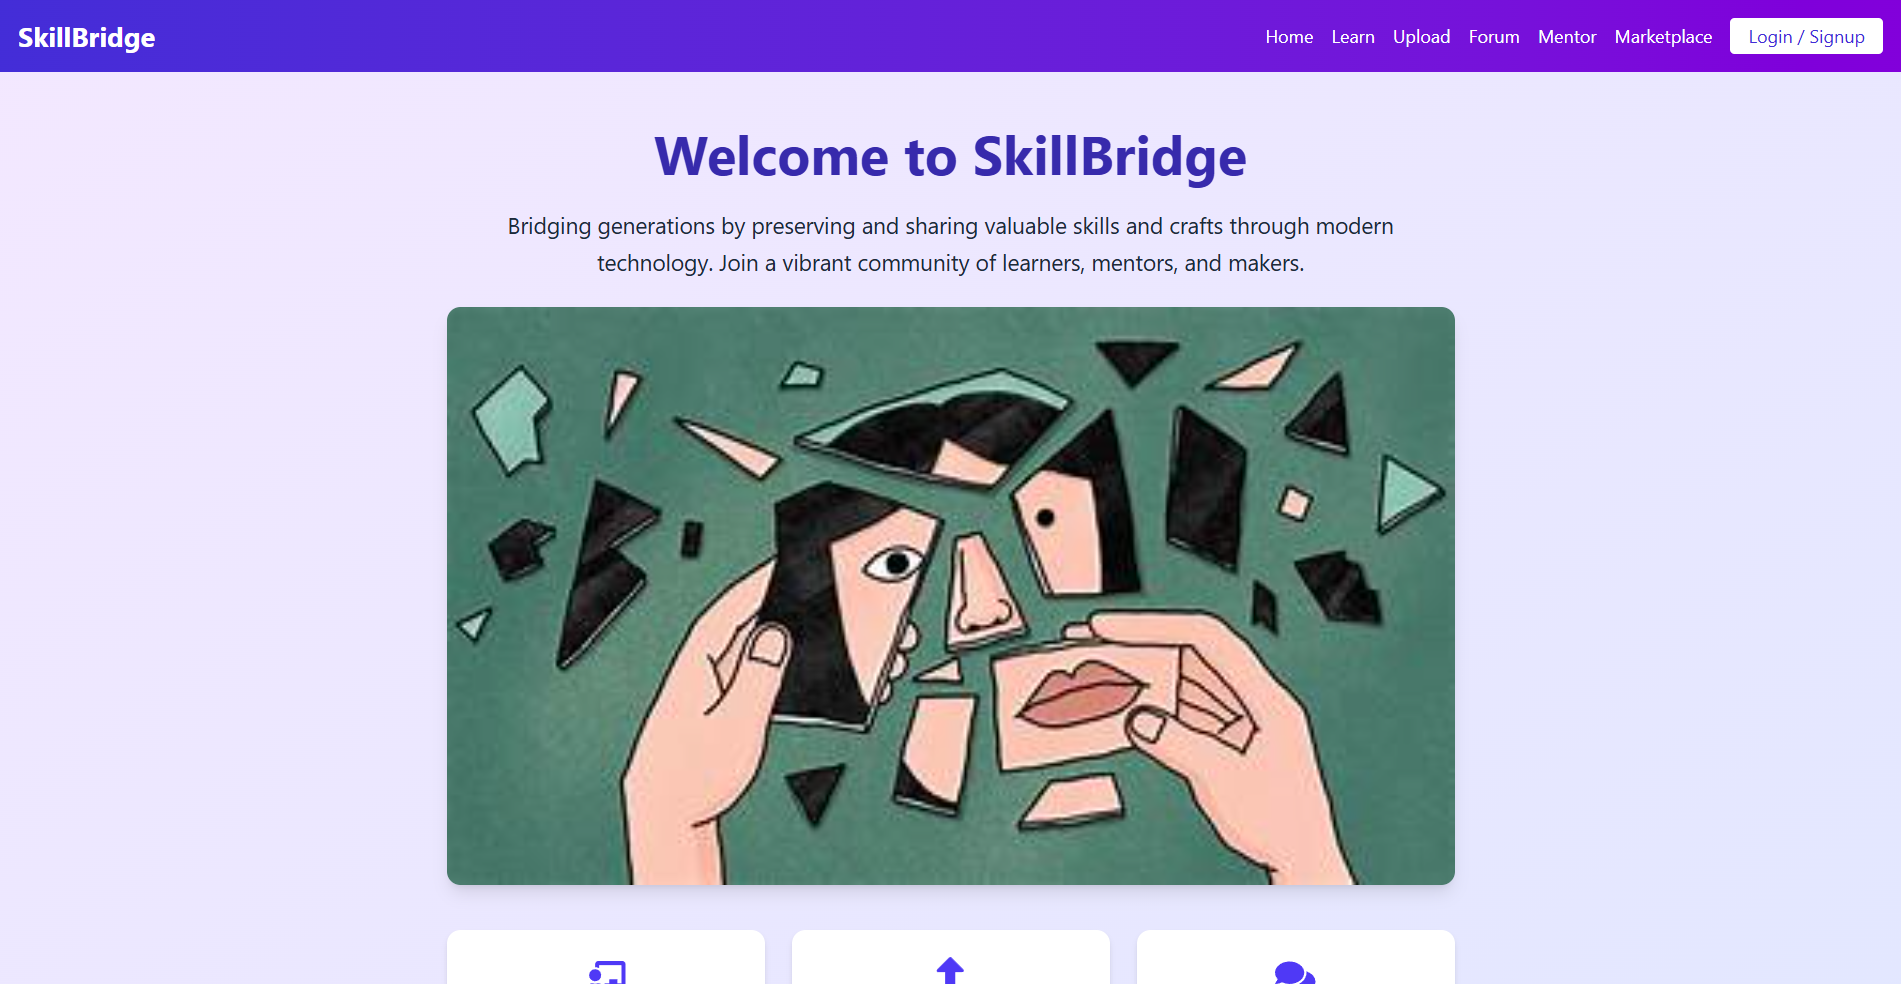 SkillBridge
Home Learn Upload Forum Mentor Marketplace Login / Signup
Welcome to SkillBridge
Bridging generations by preserving and sharing valuable skills and crafts through modern
technology. Join a vibrant community of learners, mentors, and makers.